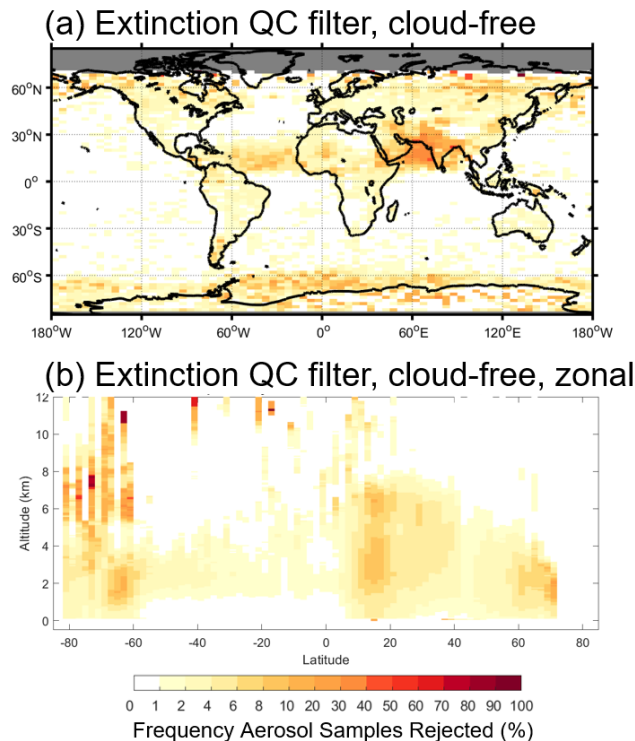 (a) Extinction QC filter, cloud-free
60°N
30°N
0°
30°S
60°S
180°W 120°W 60°W 0° 60°E 120°E 180°W
(b) Extinction QC filter, cloud-free, zonal
12
10
8
6
4
2
0
Altitude (km)
-80 -60 -40 -20 0 20 40 60 80
Latitude
0 1 2 4 6 8 10 20 30 40 50 60 70 80 90 100
Frequency Aerosol Samples Rejected (%)